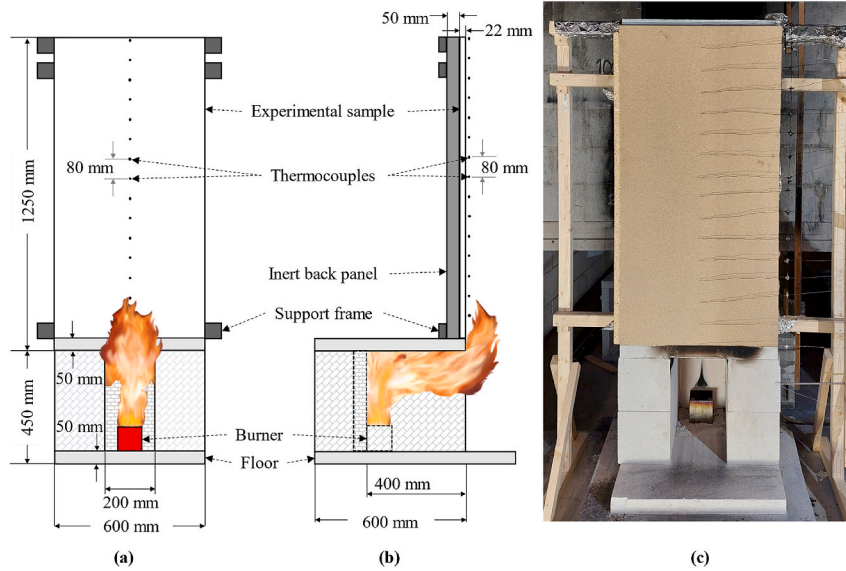 50 mm
22 mm
Experimental sample
80 mm
Thermocouples
80 mm
1250 mm
Inert back panel
Support frame
50 mm
450 mm
50 mm
Burner
Floor
200 mm
400 mm
600 mm
600 mm
(a)
(b)
(c)